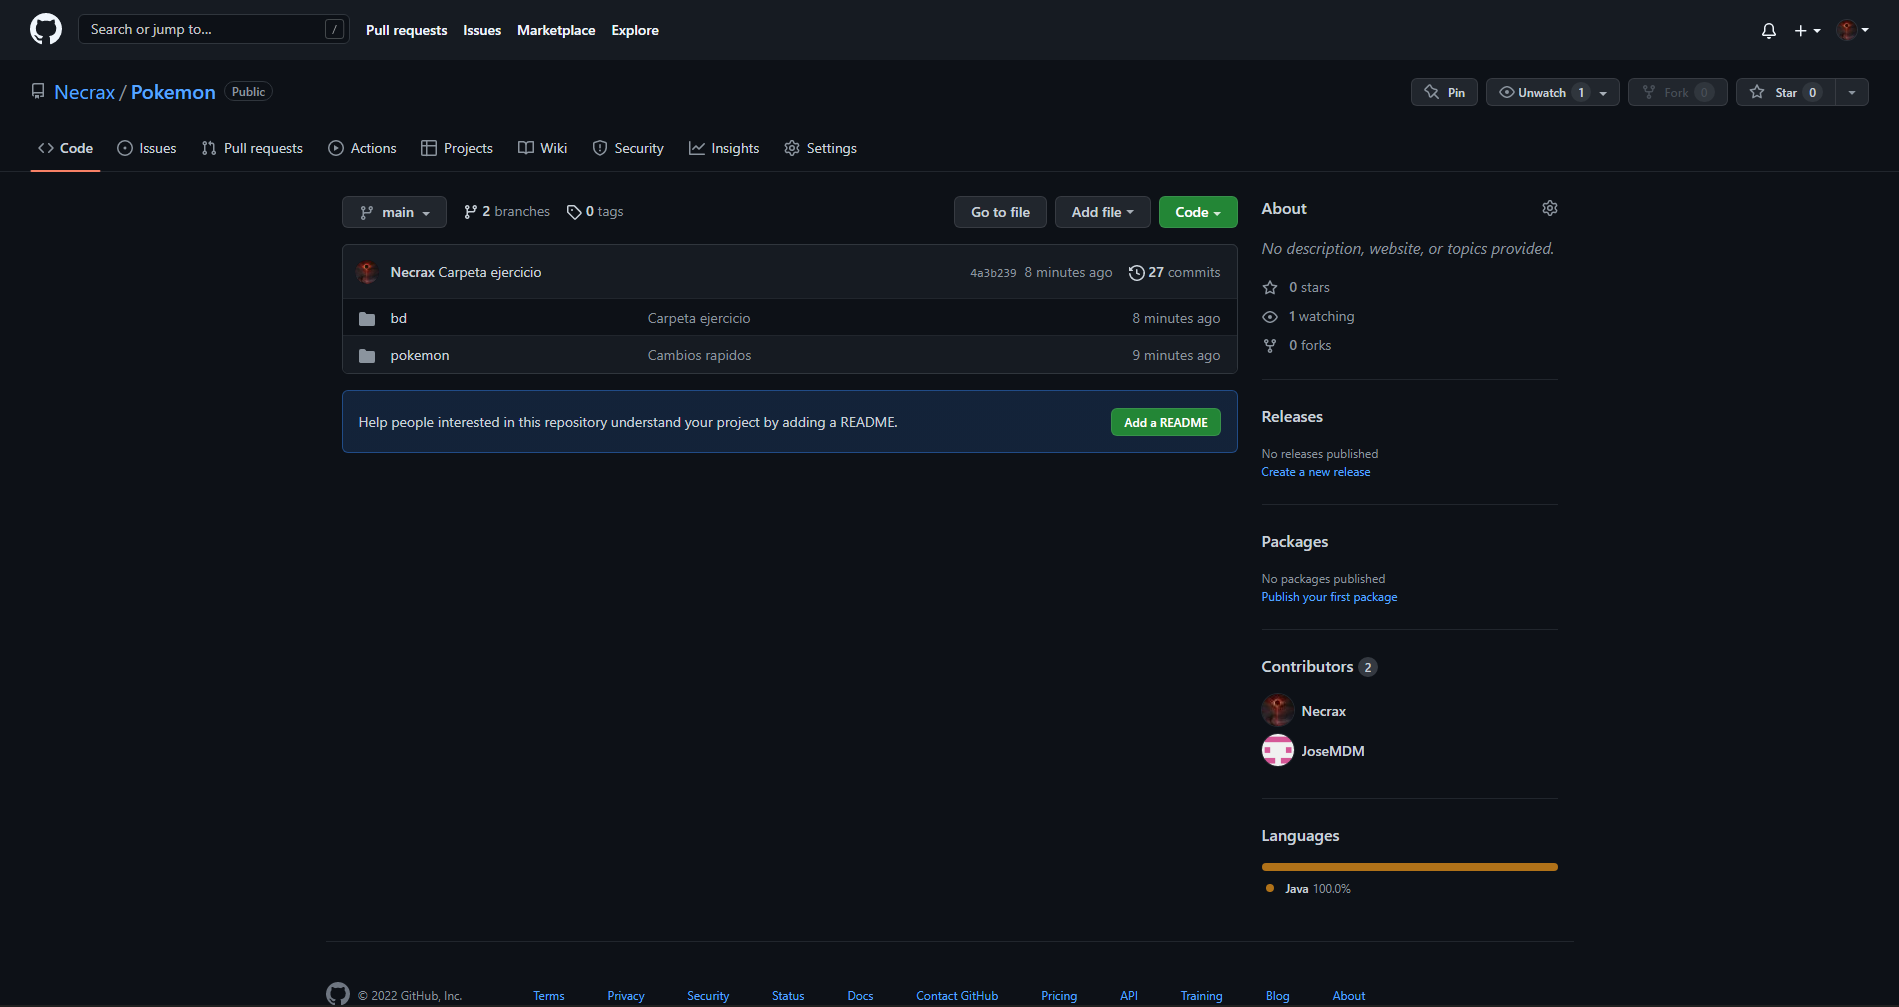 Search or jump to... /
Pull requests Issues Marketplace Explore
Necrax / Pokemon Public
Pin Unwatch 1 Fork 0 Star 0
Code Issues Pull requests Actions Projects Wiki Security Insights Settings
main 2 branches 0 tags Go to file Add file Code
Necrax Carpeta ejercicio 4a3b239 8 minutes ago 27 commits
bd Carpeta ejercicio 8 minutes ago
pokemon Cambios rapidos 9 minutes ago
Help people interested in this repository understand your project by adding a README. Add a README
About
No description, website, or topics provided.
0 stars
1 watching
0 forks
Releases
No releases published
Create a new release
Packages
No packages published
Publish your first package
Contributors 2
Necrax
JoseMDM
Languages
Java 100.0%
© 2022 GitHub, Inc. Terms Privacy Security Status Docs Contact GitHub Pricing API Training Blog About